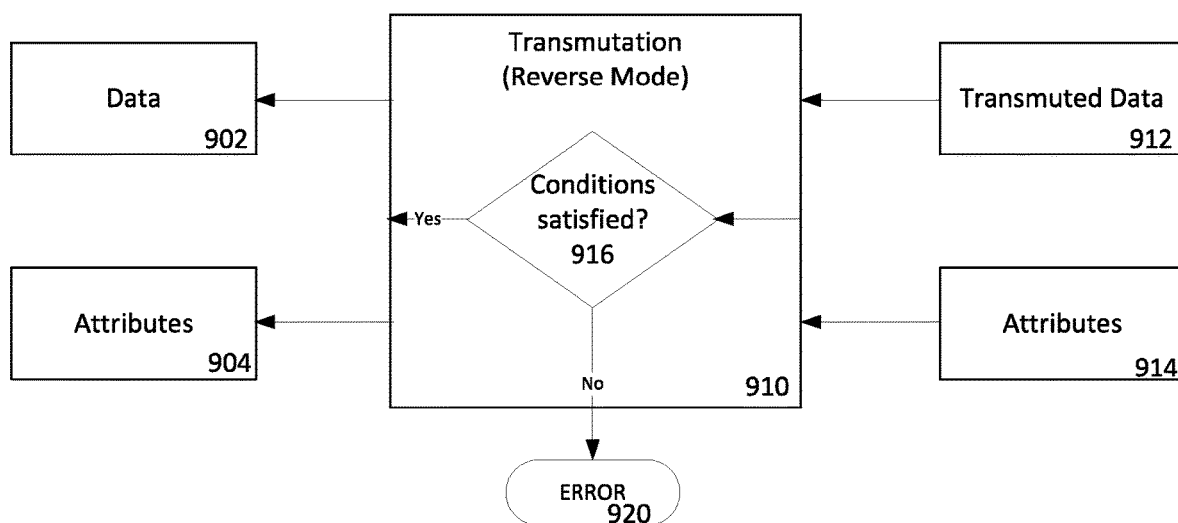 Transmutation
(Reverse Mode)
Data
902
Transmuted Data
912
Conditions
satisfied?
916
Yes
Attributes
904
Attributes
914
No
910
ERROR
920